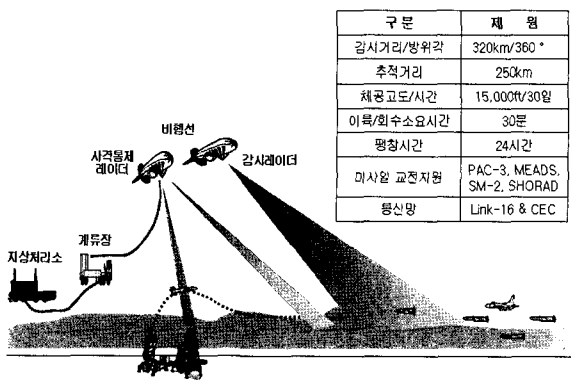 구 분 제 원
감시거리/방위각 320km/360°
추적거리 250km
체공고도/시간 15,000ft/30일
이륙/회수소요시간 30분
팽창시간 24시간
미사일 교전지원 PAC-3, MEADS,
SM-2, SHORAD
통신망 Link-16 & CEC
비행선
사격통제
레이더
감시레이더
계류장
지상처리소